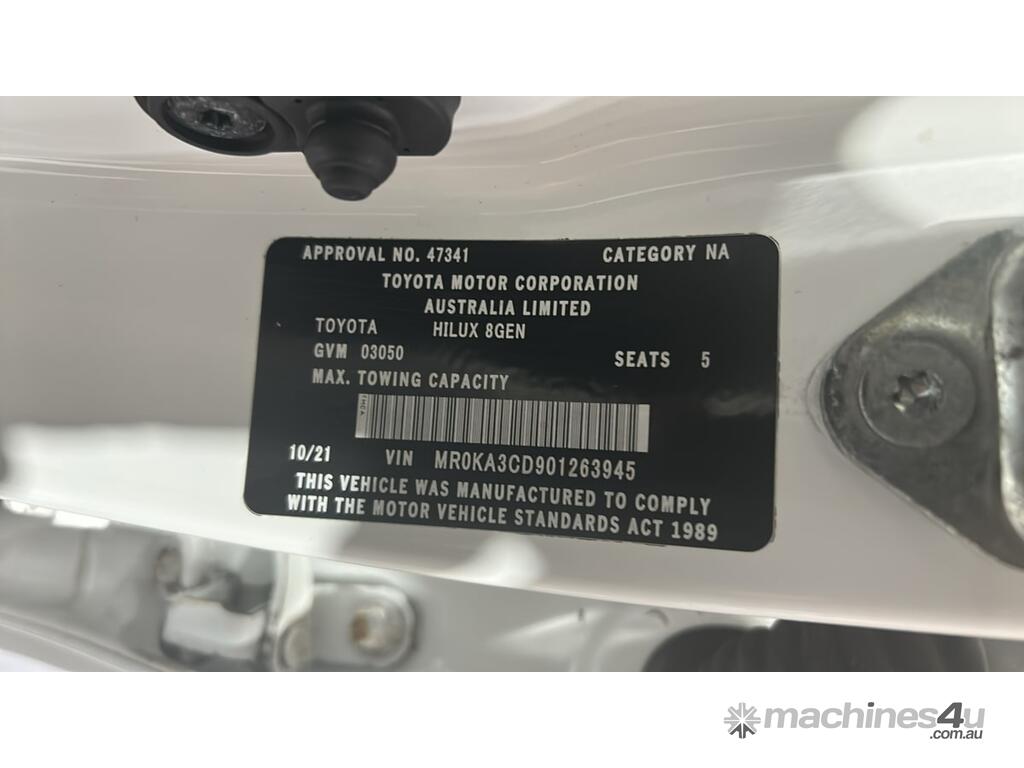 APPROVAL NO. 47341 CATEGORY NA
TOYOTA MOTOR CORPORATION
AUSTRALIA LIMITED
TOYOTA HILUX 8GEN
GVM 03050 SEATS 5
MAX. TOWING CAPACITY
10/21 VIN MR0KA3CD901263945
THIS VEHICLE WAS MANUFACTURED TO COMPLY
WITH THE MOTOR VEHICLE STANDARDS ACT 1989
machines4u
.com.au